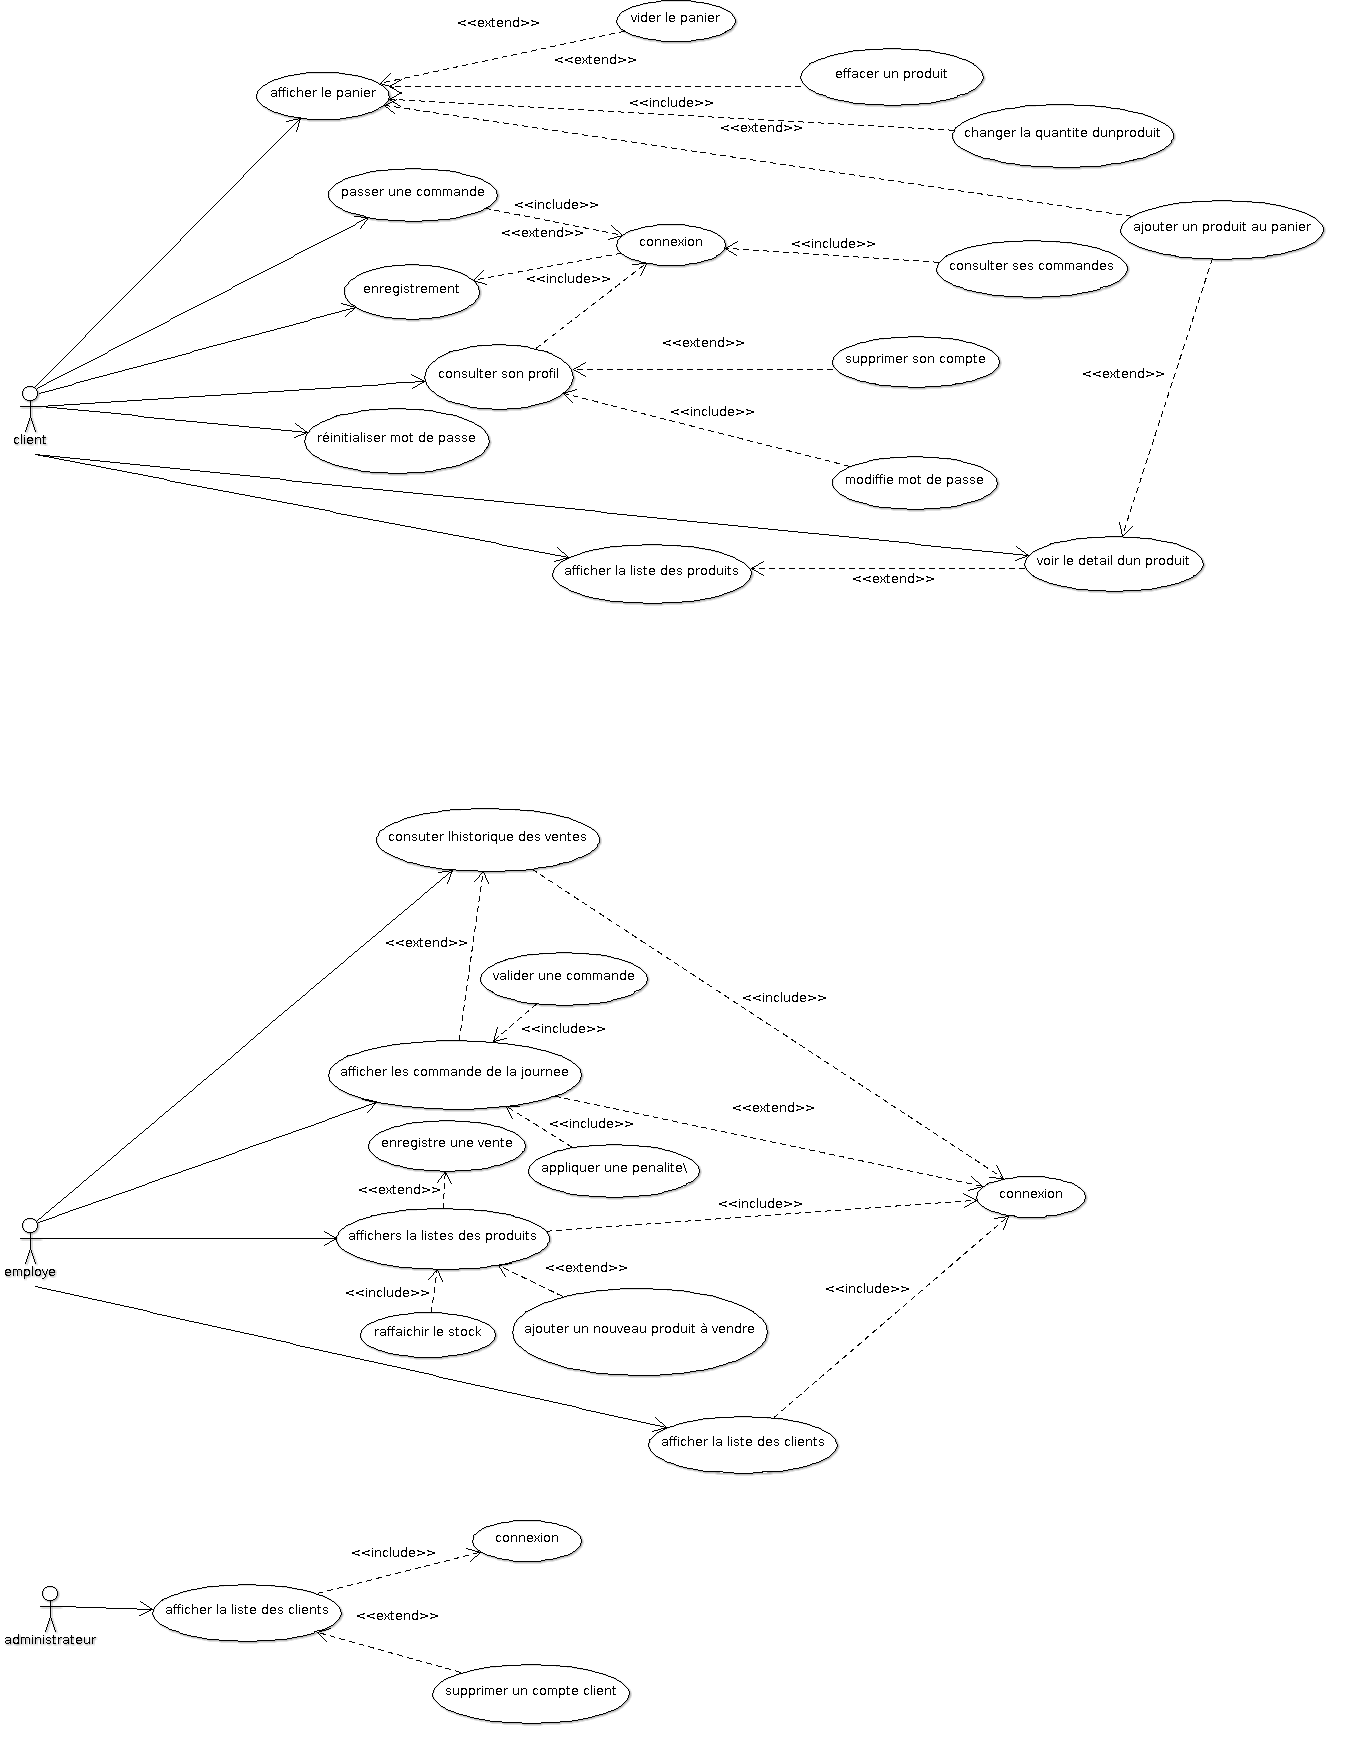 <<extend>>
vider le panier
<<extend>>
effacer un produit
afficher le panier
<<include>>
<<extend>>
changer la quantite dunproduit
passer une commande
<<include>>
<<extend>>
connexion
<<include>>
ajouter un produit au panier
consulter ses commandes
enregistrement
<<include>>
<<extend>>
supprimer son compte
consulter son profil
<<extend>>
<<include>>
client
réinitialiser mot de passe
modiffie mot de passe
voir le detail dun produit
afficher la liste des produits
<<extend>>
consuter lhistorique des ventes
<<extend>>
valider une commande
<<include>>
<<include>>
afficher les commande de la journee
<<extend>>
<<include>>
enregistre une vente
appliquer une penalite\
<<extend>>
<<include>>
connexion
affichers la listes des produits
employe
<<extend>>
<<include>>
<<include>>
raffaichir le stock
ajouter un nouveau produit à vendre
afficher la liste des clients
connexion
<<include>>
afficher la liste des clients
<<extend>>
administrateur
supprimer un compte client